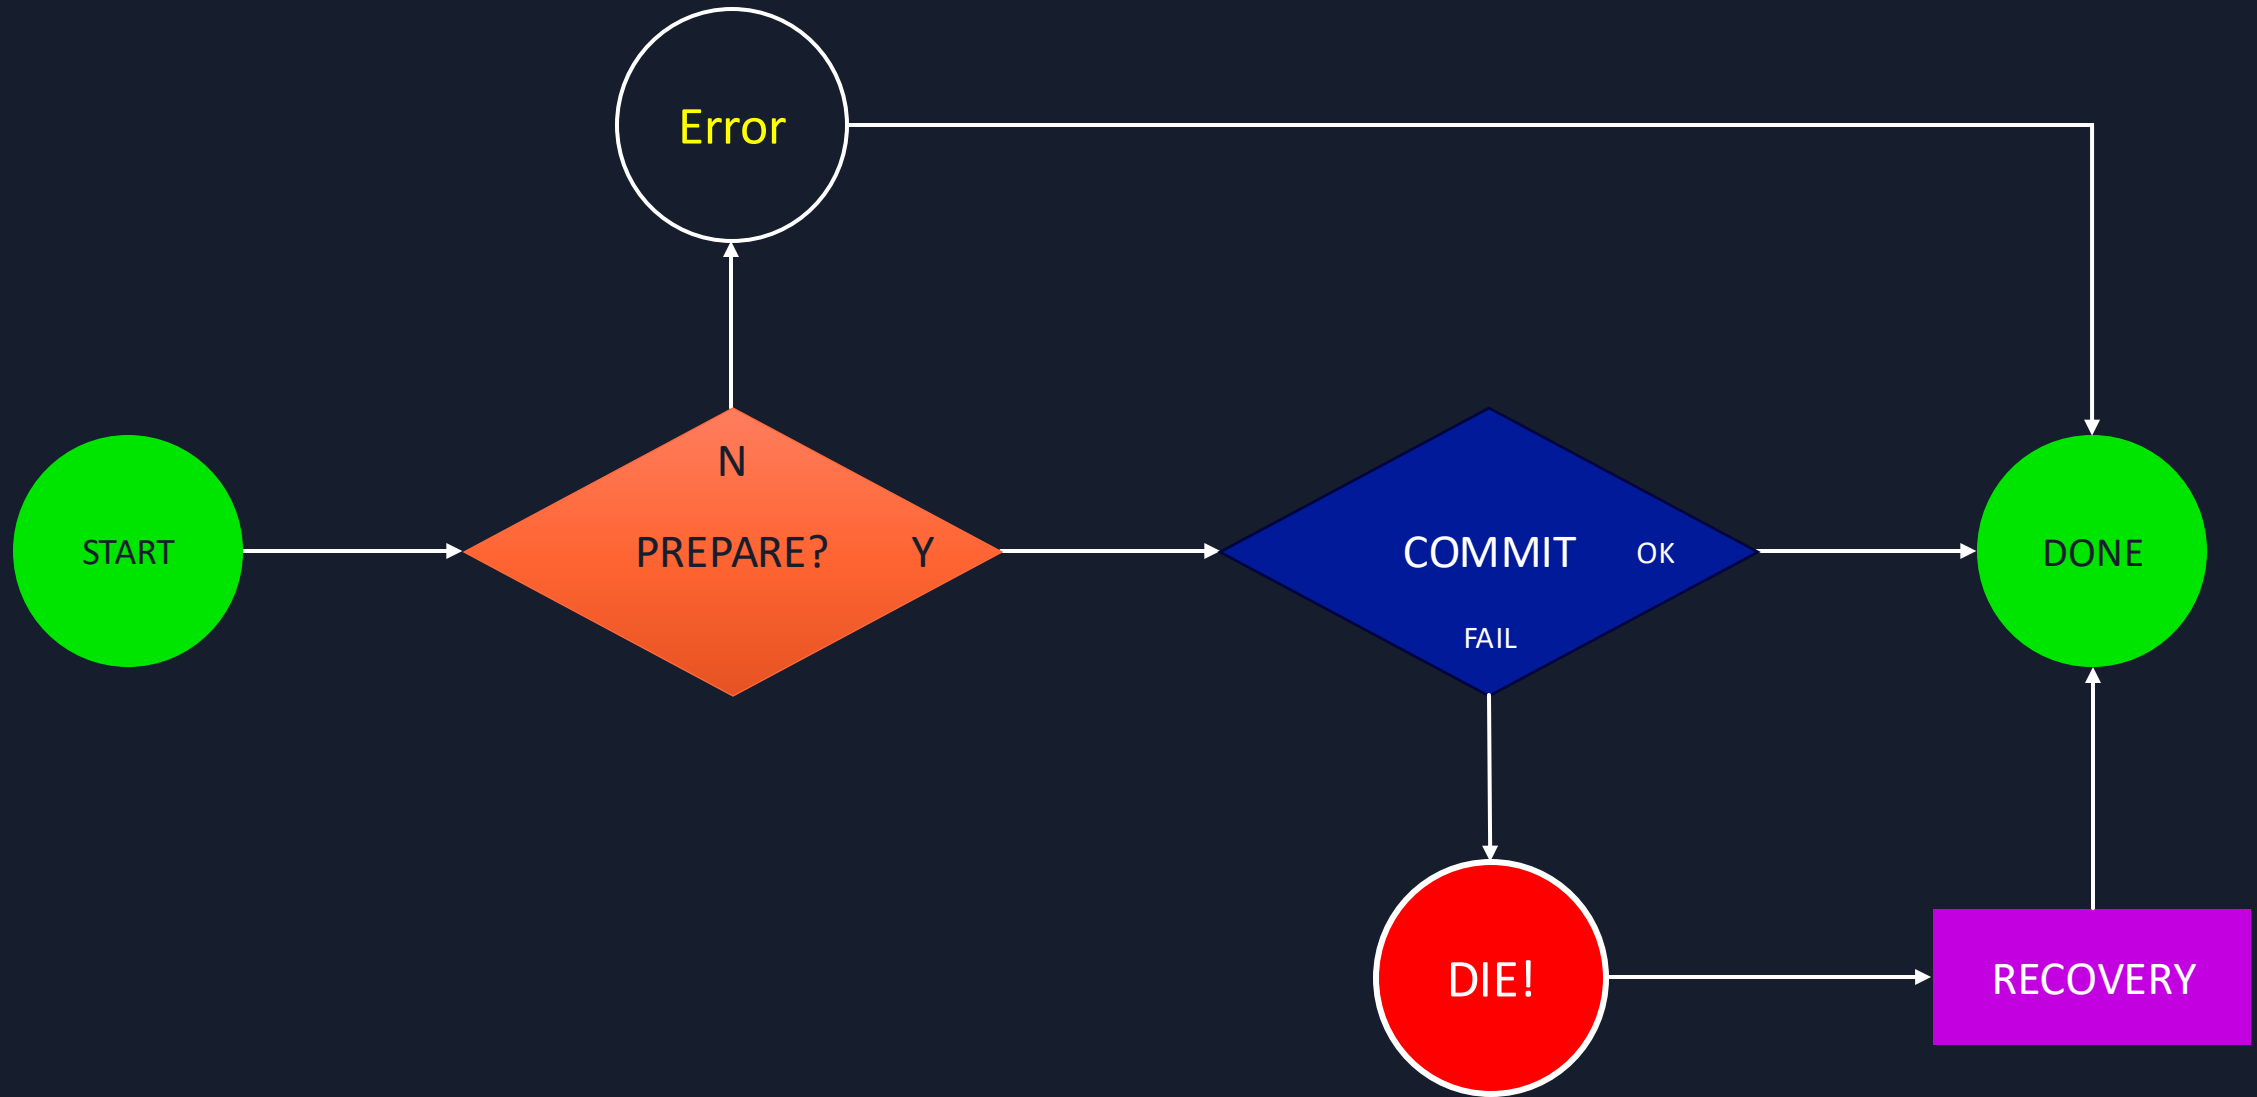 Error
N
START
PREPARE? Y
COMMIT OK
DONE
FAIL
DIE!
RECOVERY